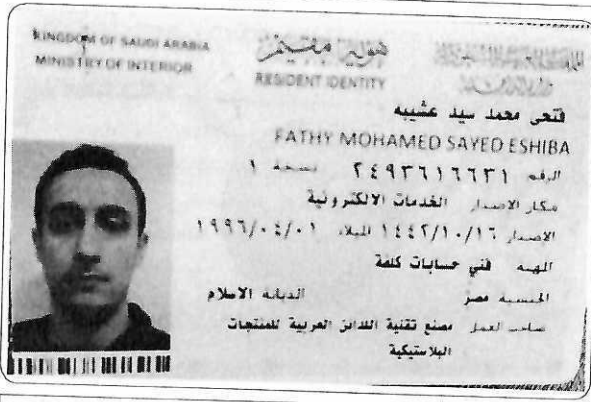 KINGDOM OF SAUDI ARABIA
MINISTRY OF INTERIOR
هوية مقيم
RESIDENT IDENTITY
فتحى محمد سيد عشيبه
FATHY MOHAMED SAYED ESHIBA
الرقم ٢٤٩٣٦١٦٦٣١ نسخة ١
مكان الاصدار الخدمات الالكترونية
الاصدار ١٤٤٢/١٠/١٦ الميلاد ١٩٩٦/٠٤/٠١
المهنة فني حسابات كلفة
الجنسية مصر الديانة الاسلام
صاحب العمل مصنع تقنية اللدائن العربية للمنتجات
البلاستيكية